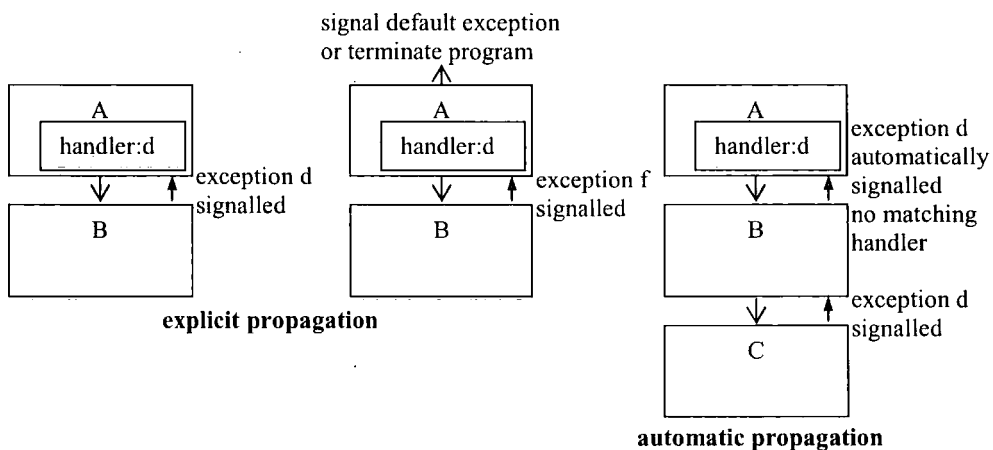 signal default exception
or terminate program
A
handler:d
exception d
signalled
B
A
handler:d
exception f
signalled
B
explicit propagation
A
handler:d
exception d
automatically
signalled
no matching
handler
B
exception d
signalled
C
automatic propagation